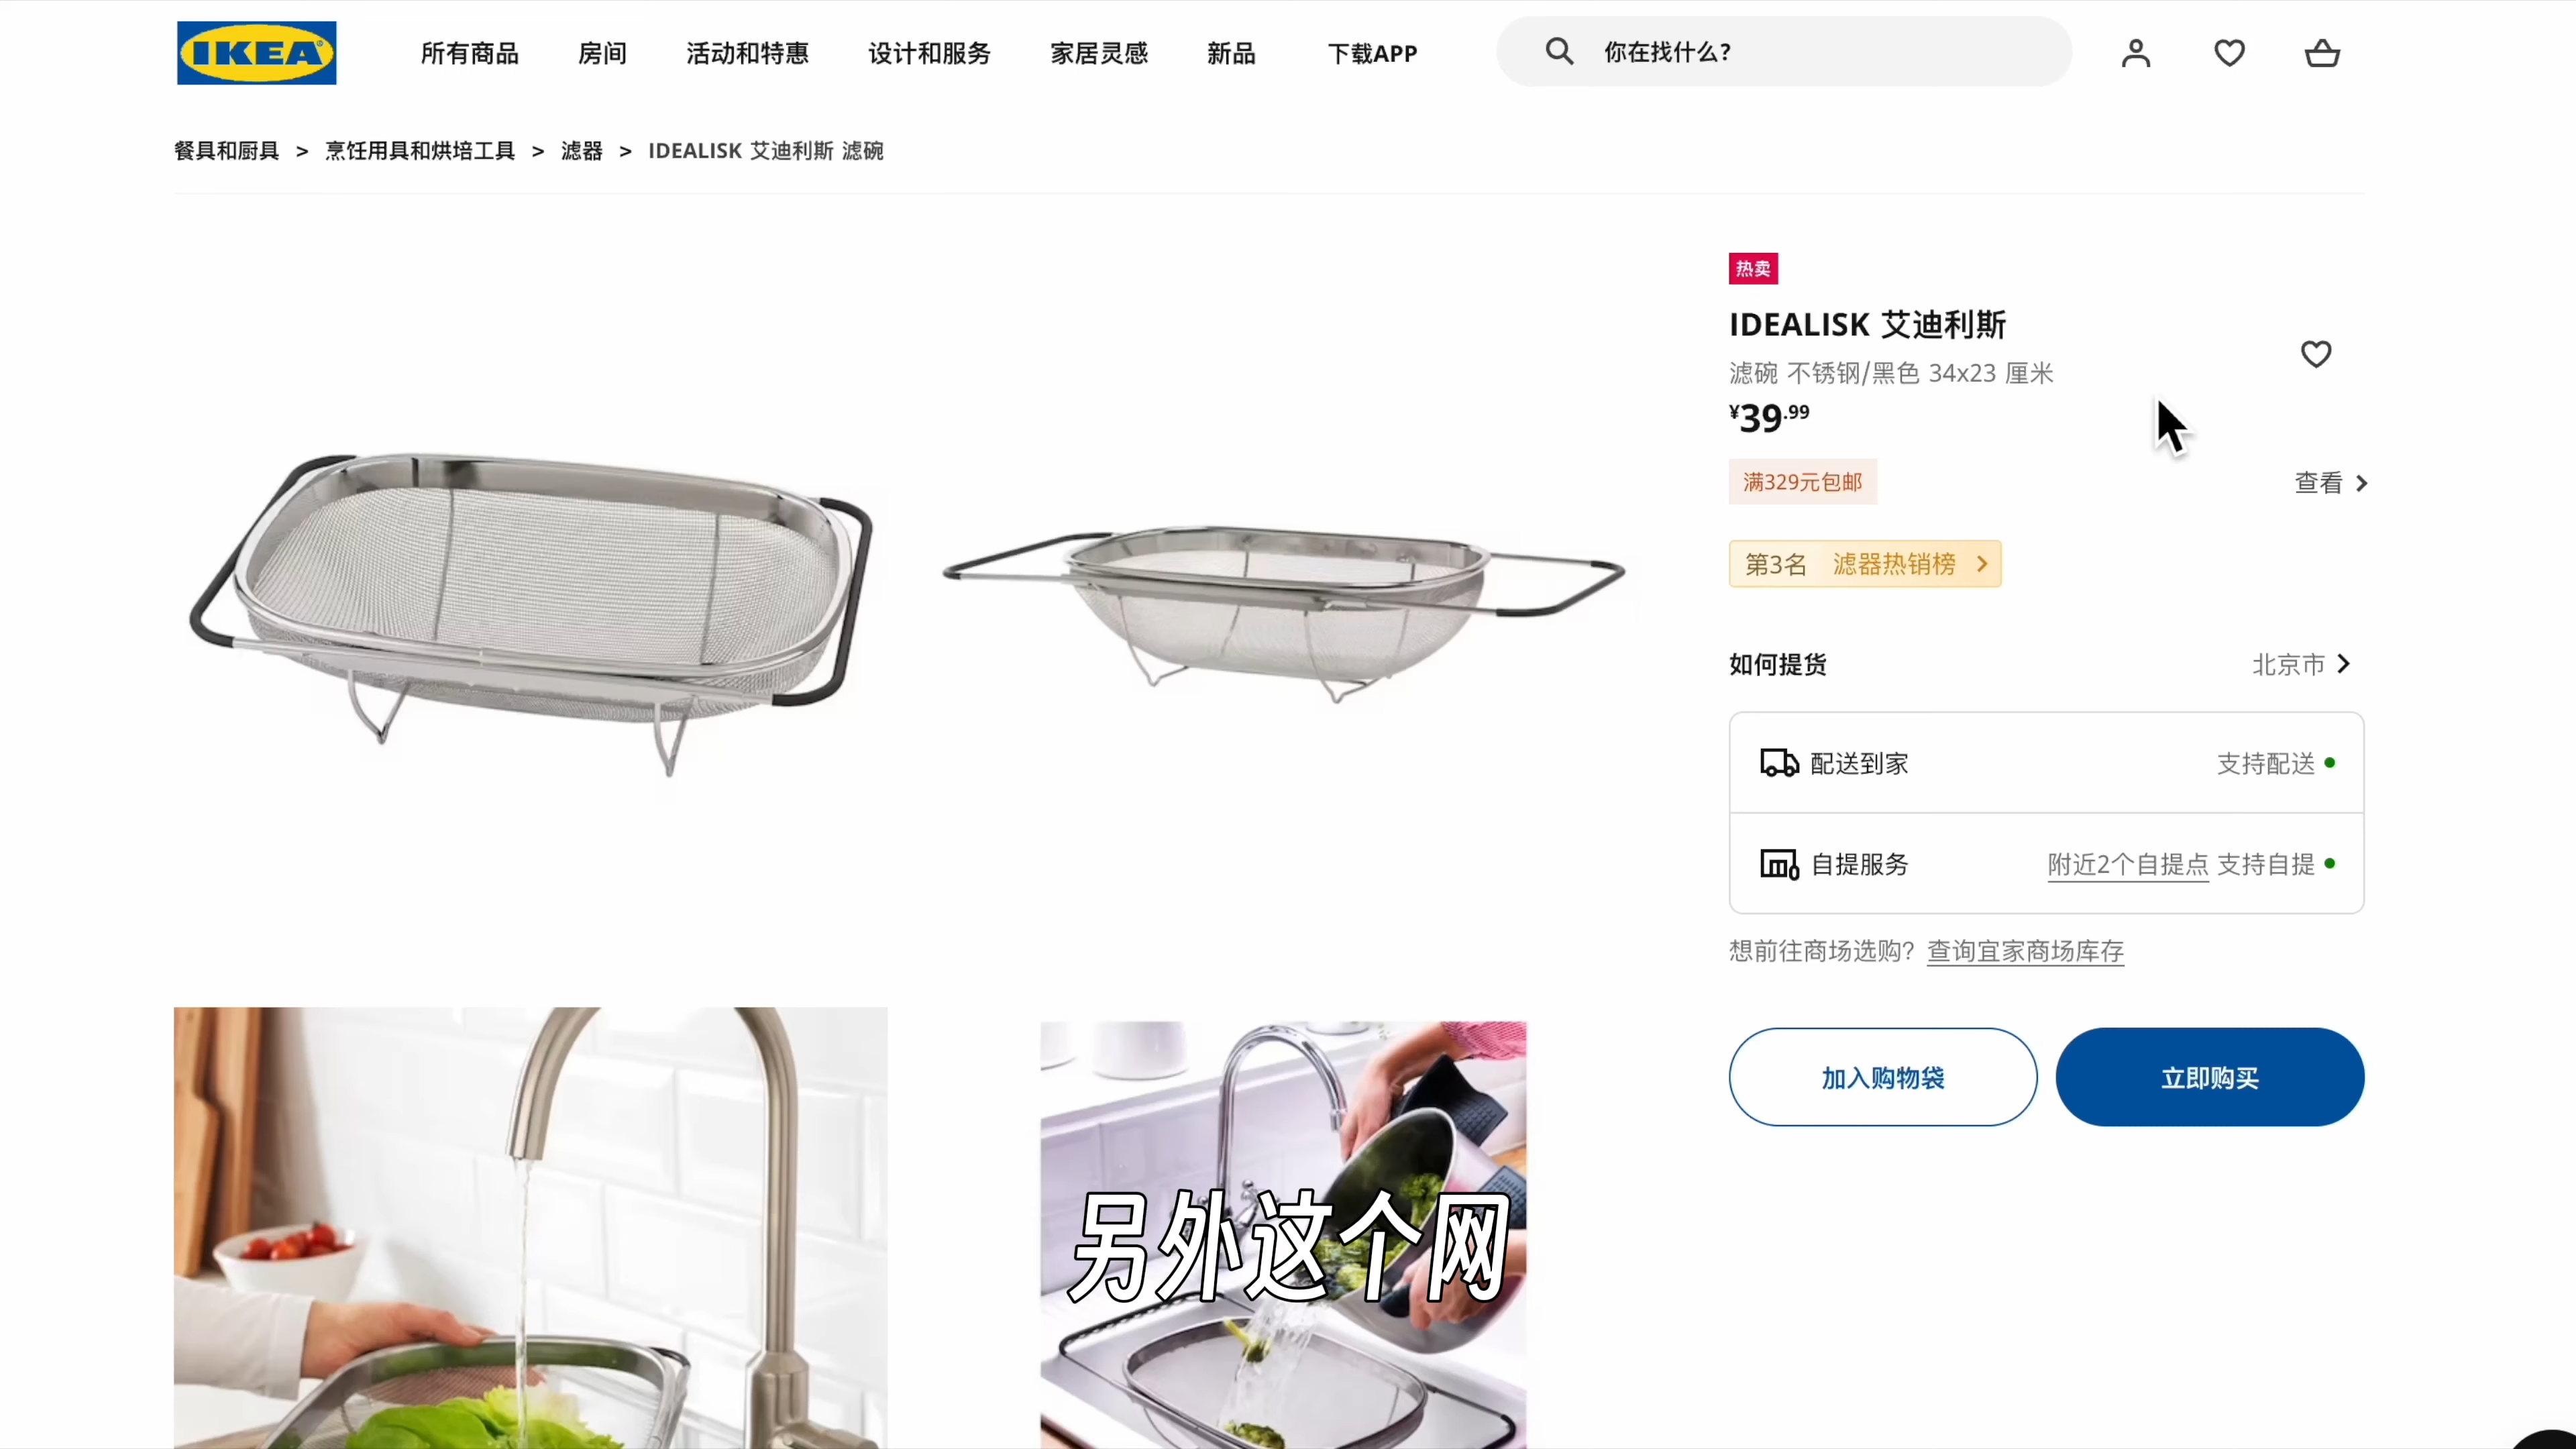 IKEA
所有商品 房间 活动和特惠 设计和服务 家居灵感 新品 下载APP 你在找什么?
餐具和厨具 > 烹饪用具和烘培工具 > 滤器 > IDEALISK 艾迪利斯 滤碗
热卖
IDEALISK 艾迪利斯
滤碗 不锈钢/黑色 34x23 厘米
¥39.99
满329元包邮 查看
第3名 滤器热销榜
如何提货 北京市
配送到家 支持配送
自提服务 附近2个自提点 支持自提
想前往商场选购? 查询宜家商场库存
加入购物袋 立即购买
另外这个网